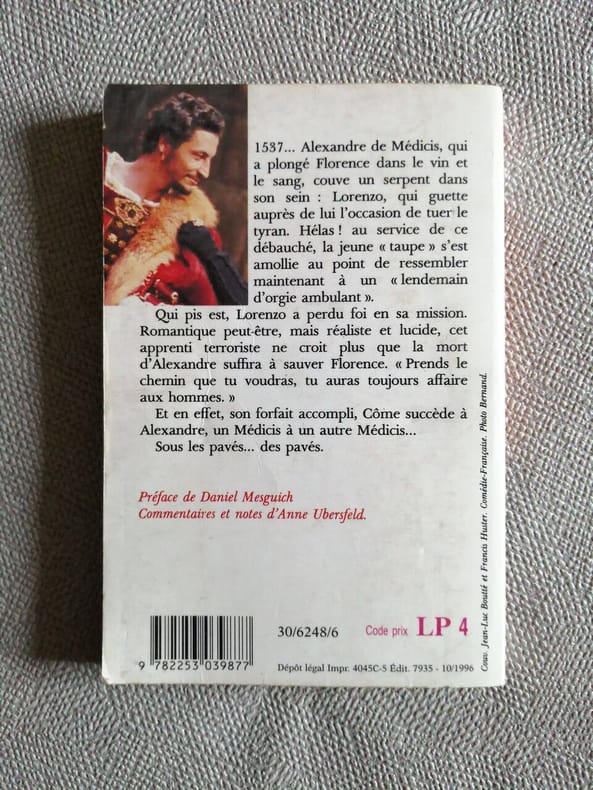 1537... Alexandre de Médicis, qui
a plongé Florence dans le vin et
le sang, couve un serpent dans
son sein : Lorenzo, qui guette
auprès de lui l'occasion de tuer le
tyran. Hélas ! au service de ce
débauché, la jeune « taupe » s'est
amollie au point de ressembler
maintenant à un « lendemain
d'orgie ambulant ».
Qui pis est, Lorenzo a perdu foi en sa mission.
Romantique peut-être, mais réaliste et lucide, cet
apprenti terroriste ne croit plus que la mort
d'Alexandre suffira à sauver Florence. « Prends le
chemin que tu voudras, tu auras toujours affaire
aux hommes. »
Et en effet, son forfait accompli, Côme succède à
Alexandre, un Médicis à un autre Médicis...
Sous les pavés... des pavés.
Préface de Daniel Mesguich
Commentaires et notes d'Anne Ubersfeld.
Couv. Jean-Luc Boutté et Francis Huster. Comédie-Française. Photo Bernand.
30/6248/6
Code prix LP 4
9 782253 039877
Dépôt légal Impr. 4045C-5 Édit. 7935 - 10/1996